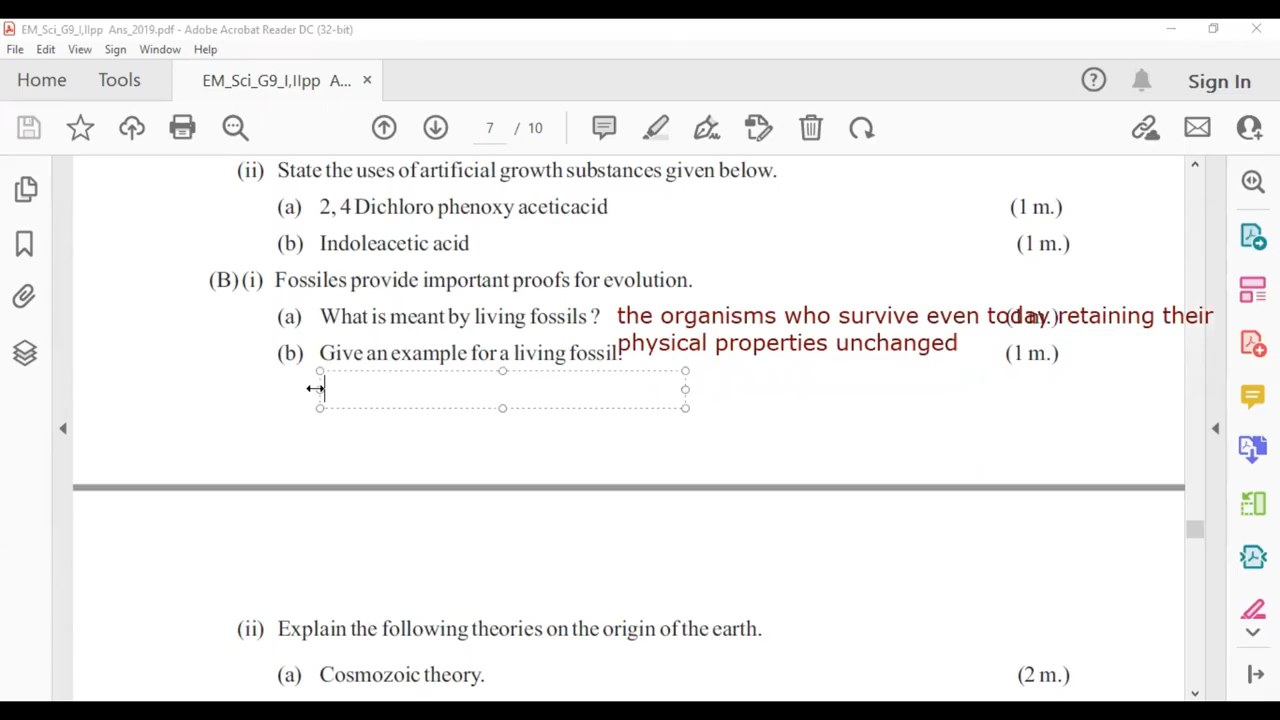 EM_Sci_G9_I,IIpp Ans_2019.pdf - Adobe Acrobat Reader DC (32-bit)
File Edit View Sign Window Help
Home Tools EM_Sci_G9_I,IIpp A... × Sign In
7 / 10
(ii) State the uses of artificial growth substances given below.
(a) 2, 4 Dichloro phenoxy aceticacid (1 m.)
(b) Indoleacetic acid (1 m.)
(B) (i) Fossiles provide important proofs for evolution.
(a) What is meant by living fossils ? the organisms who survive even today retaining their (1 m.)
physical properties unchanged
(b) Give an example for a living fossil. (1 m.)
(ii) Explain the following theories on the origin of the earth.
(a) Cosmozoic theory. (2 m.)